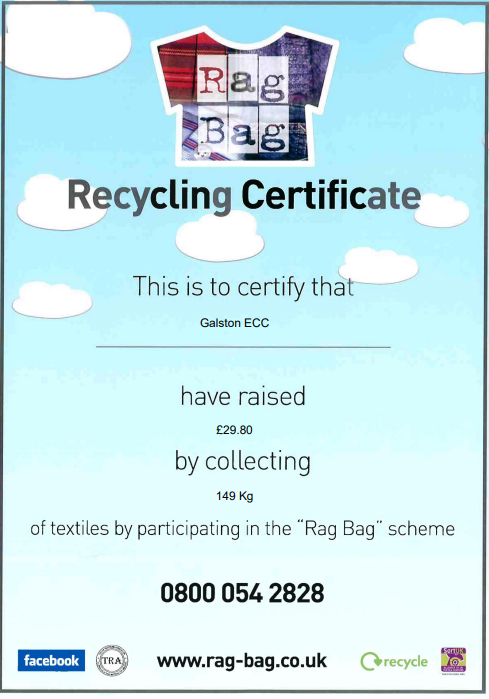 Rag
Bag
Recycling Certificate
This is to certify that
Galston ECC
have raised
£29.80
by collecting
149 Kg
of textiles by participating in the “Rag Bag” scheme
0800 054 2828
facebook
TRA
www.rag-bag.co.uk
recycle